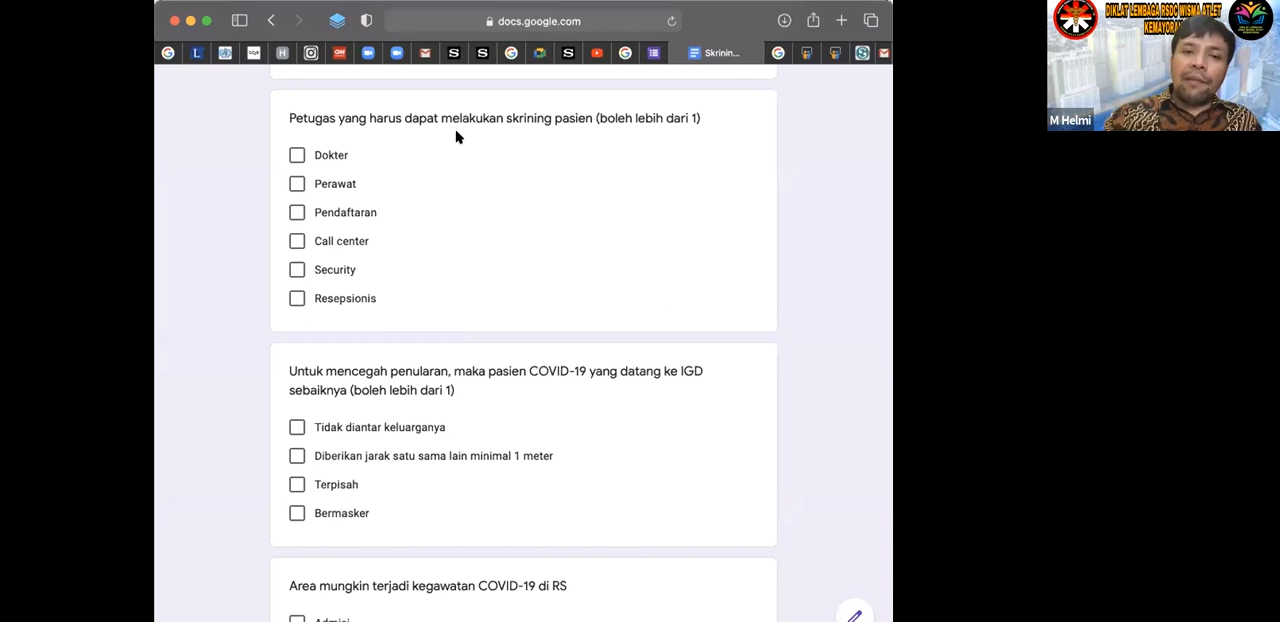 docs.google.com
Skrinin...
Petugas yang harus dapat melakukan skrining pasien (boleh lebih dari 1)
Dokter
Perawat
Pendaftaran
Call center
Security
Resepsionis
Untuk mencegah penularan, maka pasien COVID-19 yang datang ke IGD
sebaiknya (boleh lebih dari 1)
Tidak diantar keluarganya
Diberikan jarak satu sama lain minimal 1 meter
Terpisah
Bermasker
Area mungkin terjadi kegawatan COVID-19 di RS
Admisi
DIKLAT LEMBAGA RSDC WISMA ATLET
KEMAYORAN
M Helmi